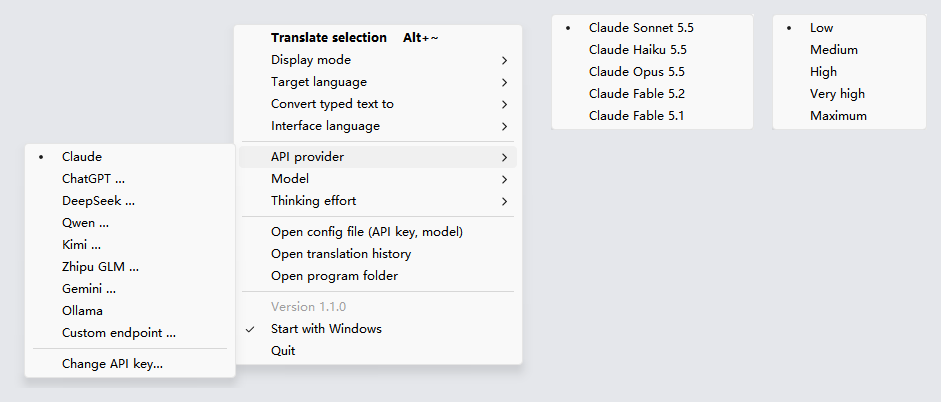 Translate selection Alt+~
Display mode
Target language
Convert typed text to
Interface language
API provider
Model
Thinking effort
Open config file (API key, model)
Open translation history
Open program folder
Version 1.1.0
Start with Windows
Quit
Claude
ChatGPT ...
DeepSeek ...
Qwen ...
Kimi ...
Zhipu GLM ...
Gemini ...
Ollama
Custom endpoint ...
Change API key...
Claude Sonnet 5.5
Claude Haiku 5.5
Claude Opus 5.5
Claude Fable 5.2
Claude Fable 5.1
Low
Medium
High
Very high
Maximum